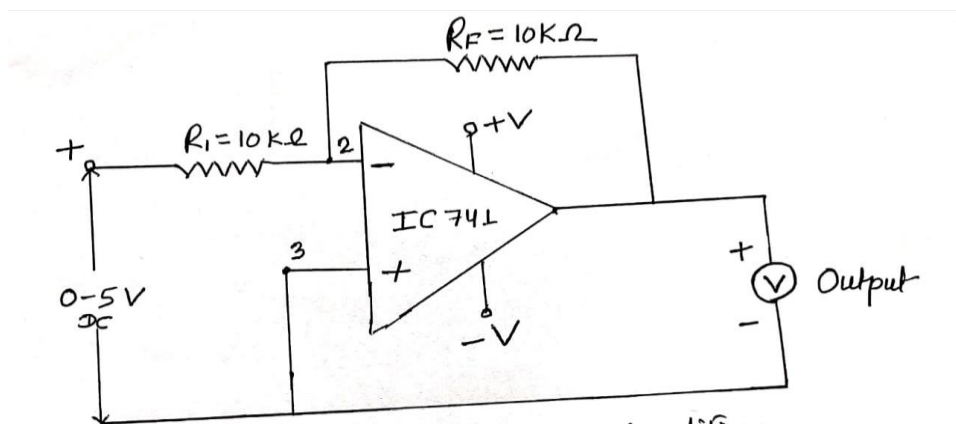 RF = 10KΩ
+
R1 = 10KΩ
2
+V
-
IC 741
3
+
0-5V
DC
-V
+
V
Output
-